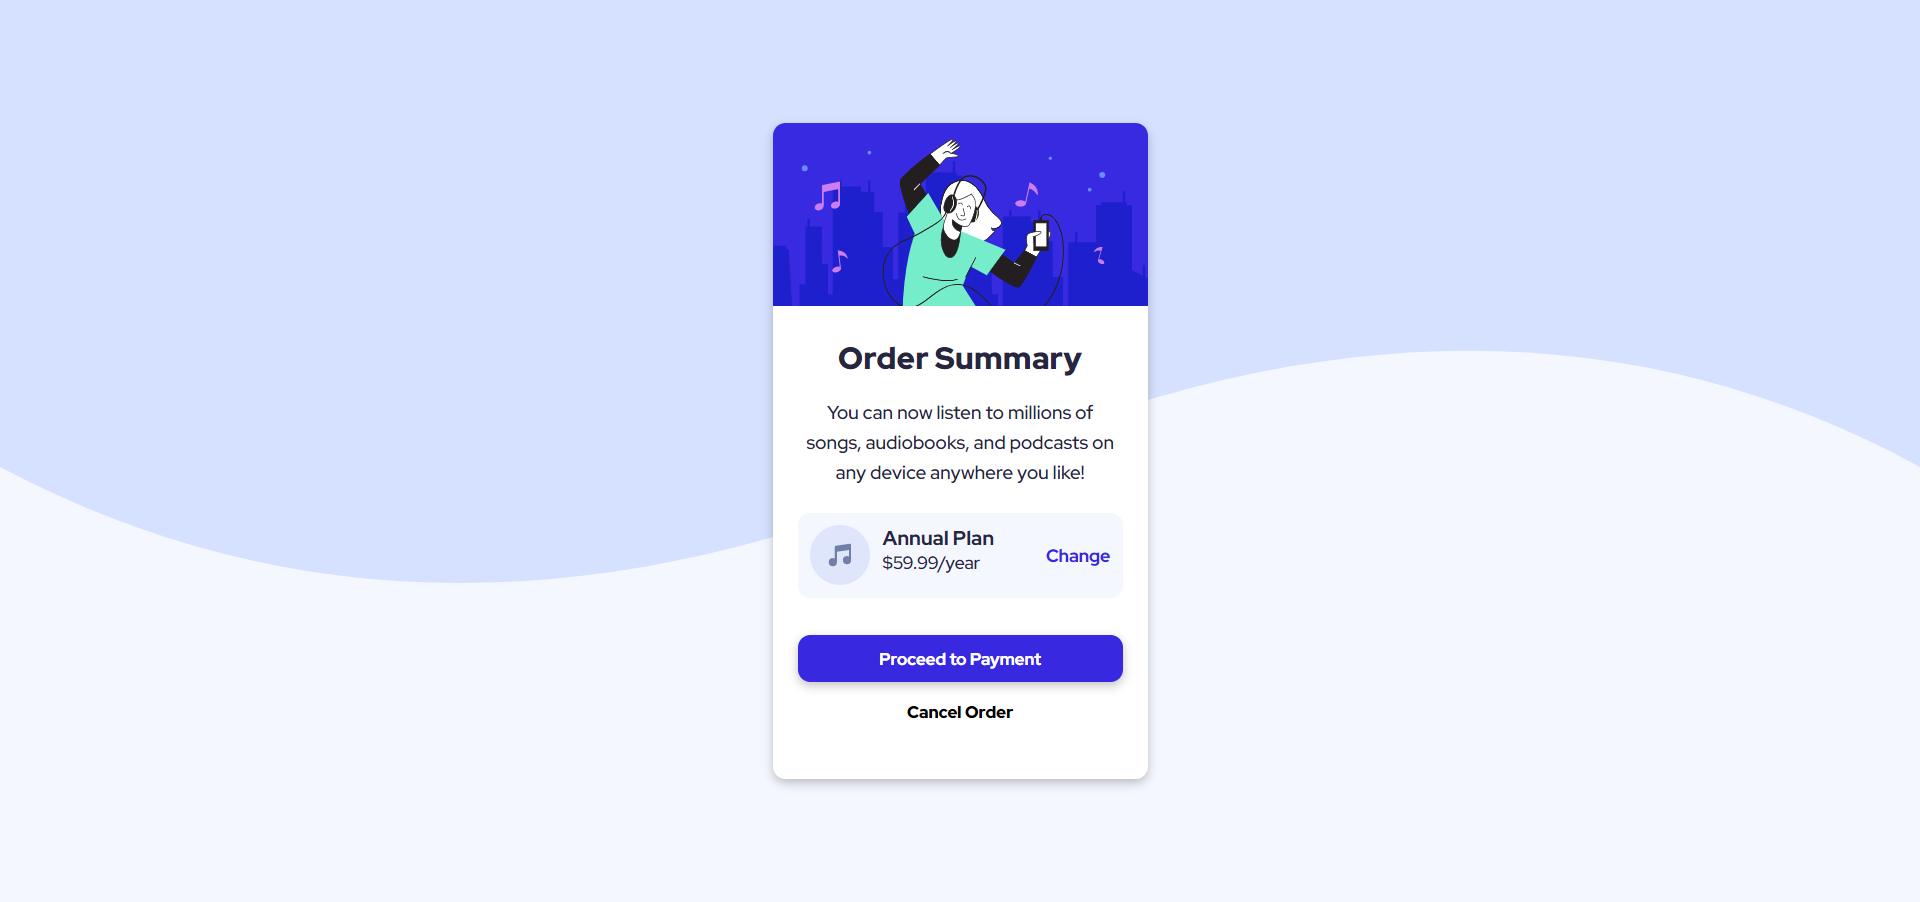 Order Summary
You can now listen to millions of
songs, audiobooks, and podcasts on
any device anywhere you like!
Annual Plan
$59.99/year
Change
Proceed to Payment
Cancel Order